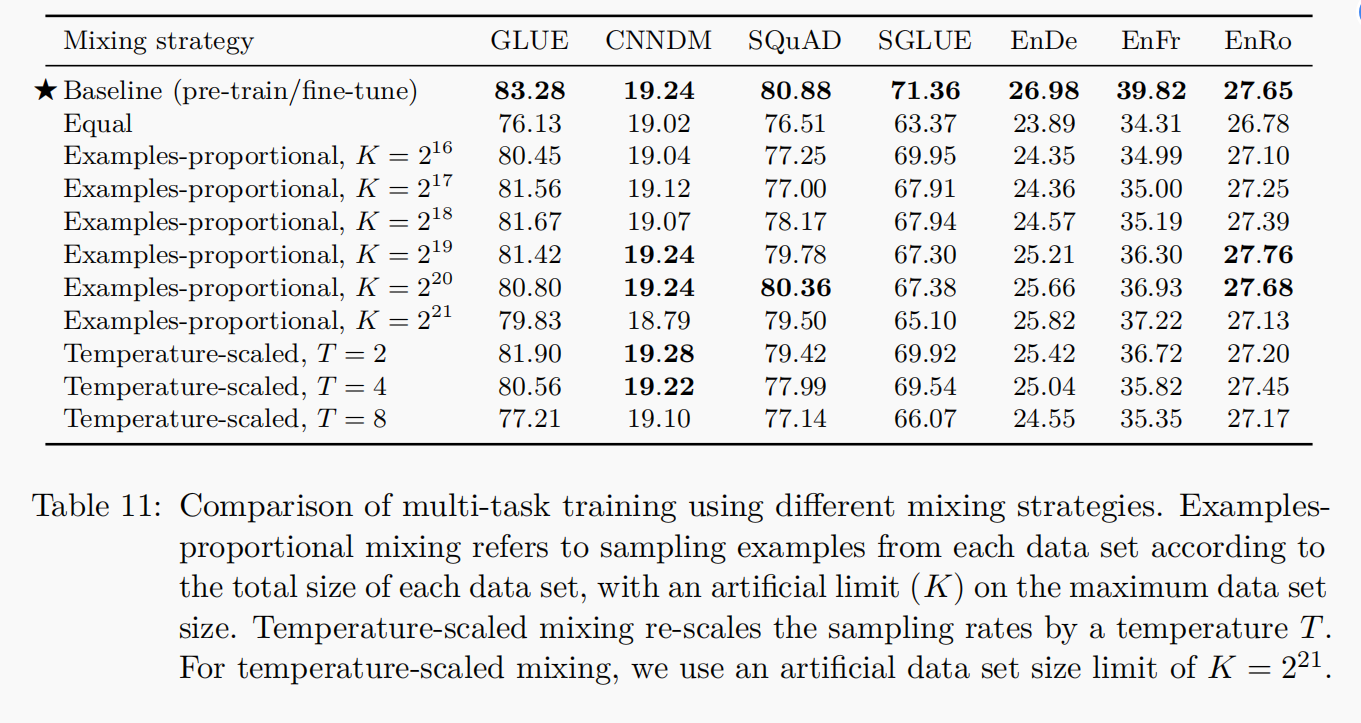 Mixing strategy GLUE CNNDM SQuAD SGLUE EnDe EnFr EnRo
★ Baseline (pre-train/fine-tune) 83.28 19.24 80.88 71.36 26.98 39.82 27.65
Equal 76.13 19.02 76.51 63.37 23.89 34.31 26.78
Examples-proportional, K = 2^16 80.45 19.04 77.25 69.95 24.35 34.99 27.10
Examples-proportional, K = 2^17 81.56 19.12 77.00 67.91 24.36 35.00 27.25
Examples-proportional, K = 2^18 81.67 19.07 78.17 67.94 24.57 35.19 27.39
Examples-proportional, K = 2^19 81.42 19.24 79.78 67.30 25.21 36.30 27.76
Examples-proportional, K = 2^20 80.80 19.24 80.36 67.38 25.66 36.93 27.68
Examples-proportional, K = 2^21 79.83 18.79 79.50 65.10 25.82 37.22 27.13
Temperature-scaled, T = 2 81.90 19.28 79.42 69.92 25.42 36.72 27.20
Temperature-scaled, T = 4 80.56 19.22 77.99 69.54 25.04 35.82 27.45
Temperature-scaled, T = 8 77.21 19.10 77.14 66.07 24.55 35.35 27.17
Table 11: Comparison of multi-task training using different mixing strategies. Examples-
proportional mixing refers to sampling examples from each data set according to
the total size of each data set, with an artificial limit (K) on the maximum data set
size. Temperature-scaled mixing re-scales the sampling rates by a temperature T.
For temperature-scaled mixing, we use an artificial data set size limit of K = 2^21.